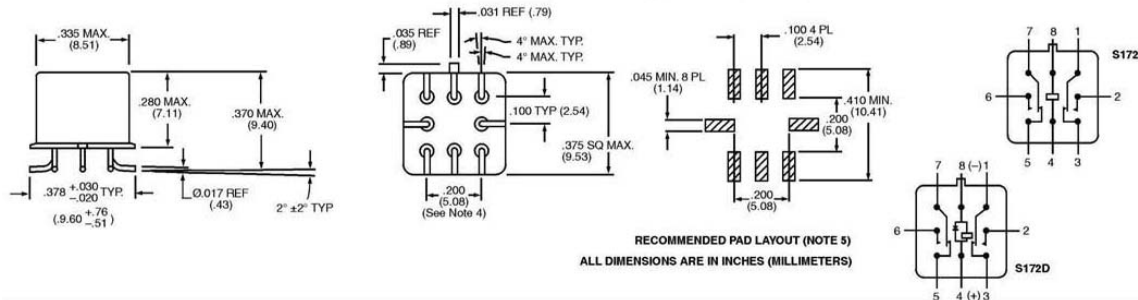 .335 MAX.
(8.51)
.280 MAX.
(7.11)
.370 MAX.
(9.40)
.378 +.030 −.020 TYP.
(.9.60 +.76 −.51)
Ø.017 REF
(.43)
2° ±2° TYP
.031 REF (.79)
.035 REF
(.89)
4° MAX. TYP.
4° MAX. TYP.
.100 TYP (2.54)
.375 SQ MAX.
(9.53)
.200
(5.08)
(See Note 4)
.100 4 PL
(2.54)
.045 MIN. 8 PL
(1.14)
.410 MIN.
(10.41)
.200
(5.08)
.200
(5.08)
RECOMMENDED PAD LAYOUT (NOTE 5)
ALL DIMENSIONS ARE IN INCHES (MILLIMETERS)
7 8 1
S172
6 2
5 4 3
7 8 (−) 1
6 2
S172D
5 4 (+) 3